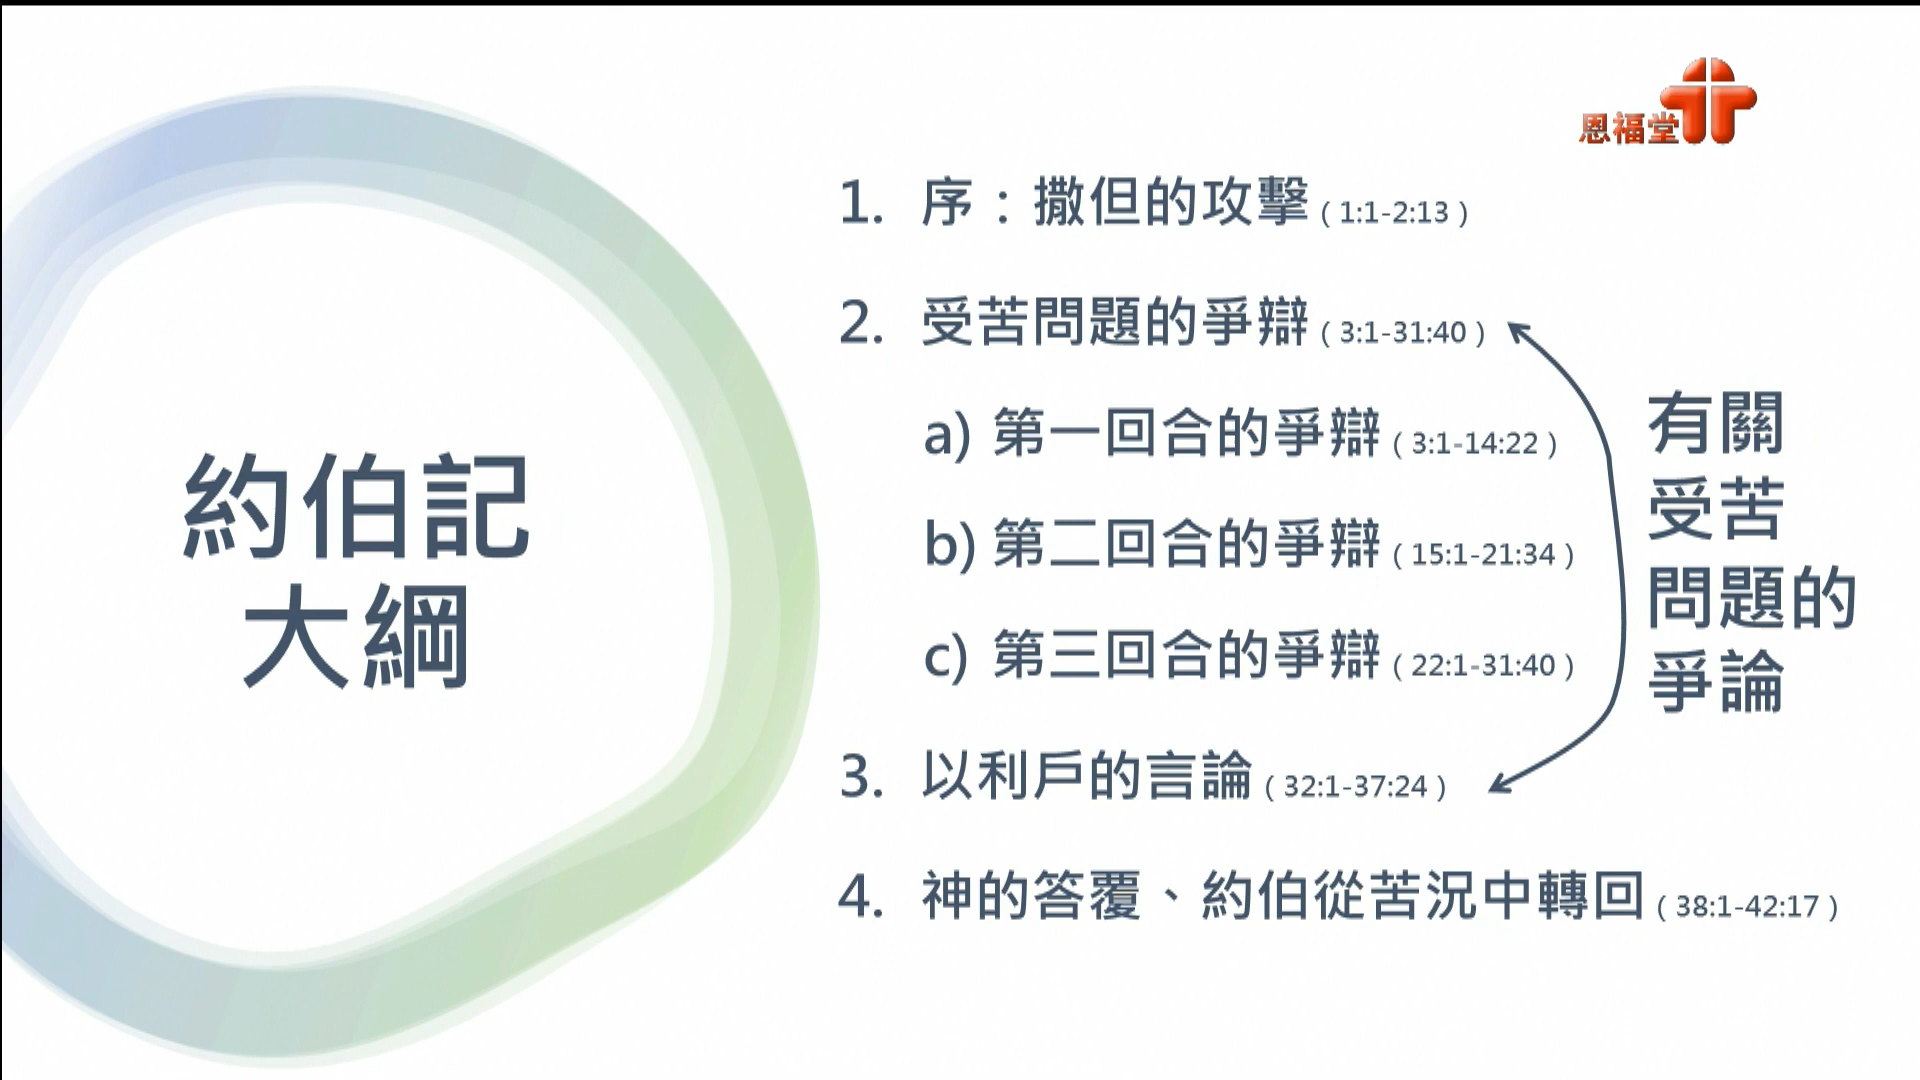 恩福堂
約伯記
大綱
1. 序：撒但的攻擊（1:1-2:13）
2. 受苦問題的爭辯（3:1-31:40）
a) 第一回合的爭辯（3:1-14:22）
b) 第二回合的爭辯（15:1-21:34）
c) 第三回合的爭辯（22:1-31:40）
3. 以利戶的言論（32:1-37:24）
4. 神的答覆、約伯從苦況中轉回（38:1-42:17）
有關
受苦
問題的
爭論